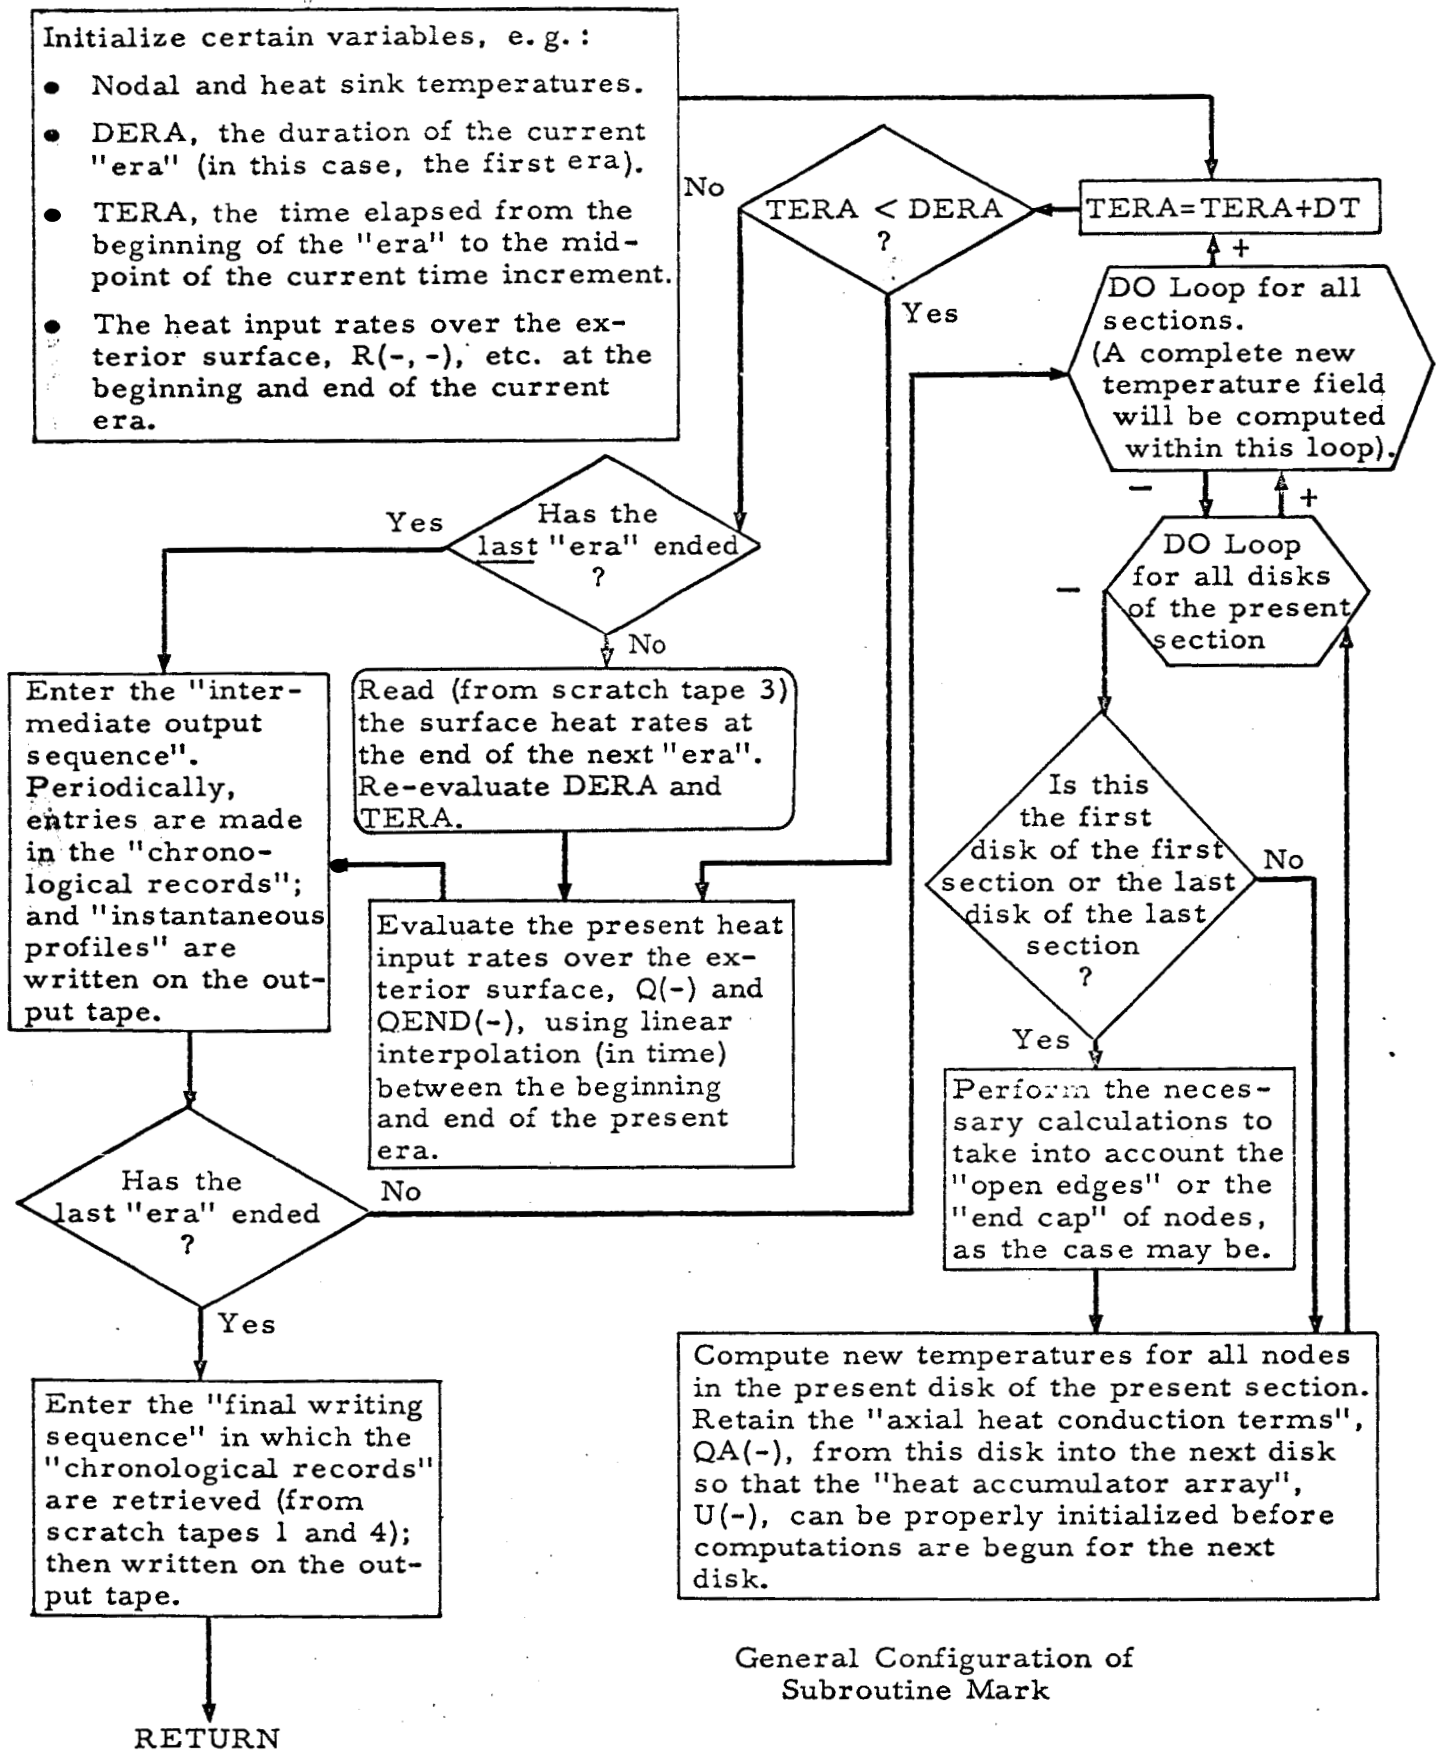 Initialize certain variables, e.g.:
● Nodal and heat sink temperatures.
● DERA, the duration of the current
"era" (in this case, the first era).
● TERA, the time elapsed from the
beginning of the "era" to the mid-
point of the current time increment.
● The heat input rates over the ex-
terior surface, R(-,-), etc. at the
beginning and end of the current
era.
No
TERA < DERA
?
Yes
TERA=TERA+DT
+
DO Loop for all
sections.
(A complete new
temperature field
will be computed
within this loop).
-
+
DO Loop
for all disks
of the present
section
-
Yes
Has the
last "era" ended
?
No
Enter the "inter-
mediate output
sequence".
Periodically,
entries are made
in the "chrono-
logical records";
and "instantaneous
profiles" are
written on the out-
put tape.
Read (from scratch tape 3)
the surface heat rates at
the end of the next "era".
Re-evaluate DERA and
TERA.
Evaluate the present heat
input rates over the ex-
terior surface, Q(-) and
QEND(-), using linear
interpolation (in time)
between the beginning
and end of the present
era.
Is this
the first
disk of the first
section or the last
disk of the last
section
?
No
Yes
Perform the neces-
sary calculations to
take into account the
"open edges" or the
"end cap" of nodes,
as the case may be.
Has the
last "era" ended
?
No
Yes
Enter the "final writing
sequence" in which the
"chronological records"
are retrieved (from
scratch tapes 1 and 4);
then written on the out-
put tape.
RETURN
Compute new temperatures for all nodes
in the present disk of the present section.
Retain the "axial heat conduction terms",
QA(-), from this disk into the next disk
so that the "heat accumulator array",
U(-), can be properly initialized before
computations are begun for the next
disk.
General Configuration of
Subroutine Mark